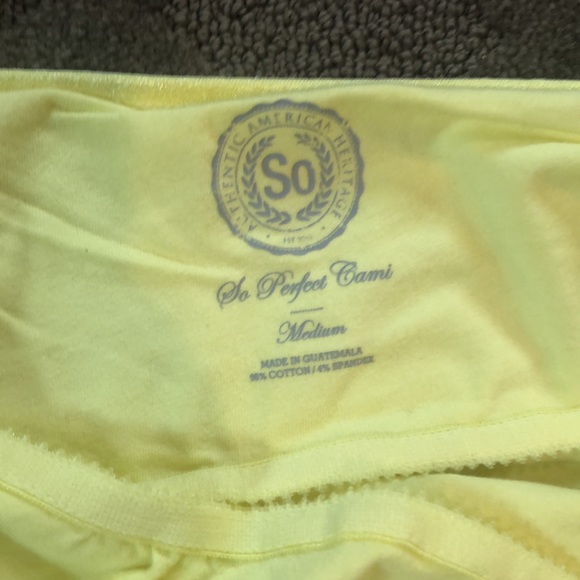 AUTHENTIC AMERICAN HERITAGE
So
So Perfect Cami
Medium
MADE IN GUATEMALA
96% COTTON / 4% SPANDEX